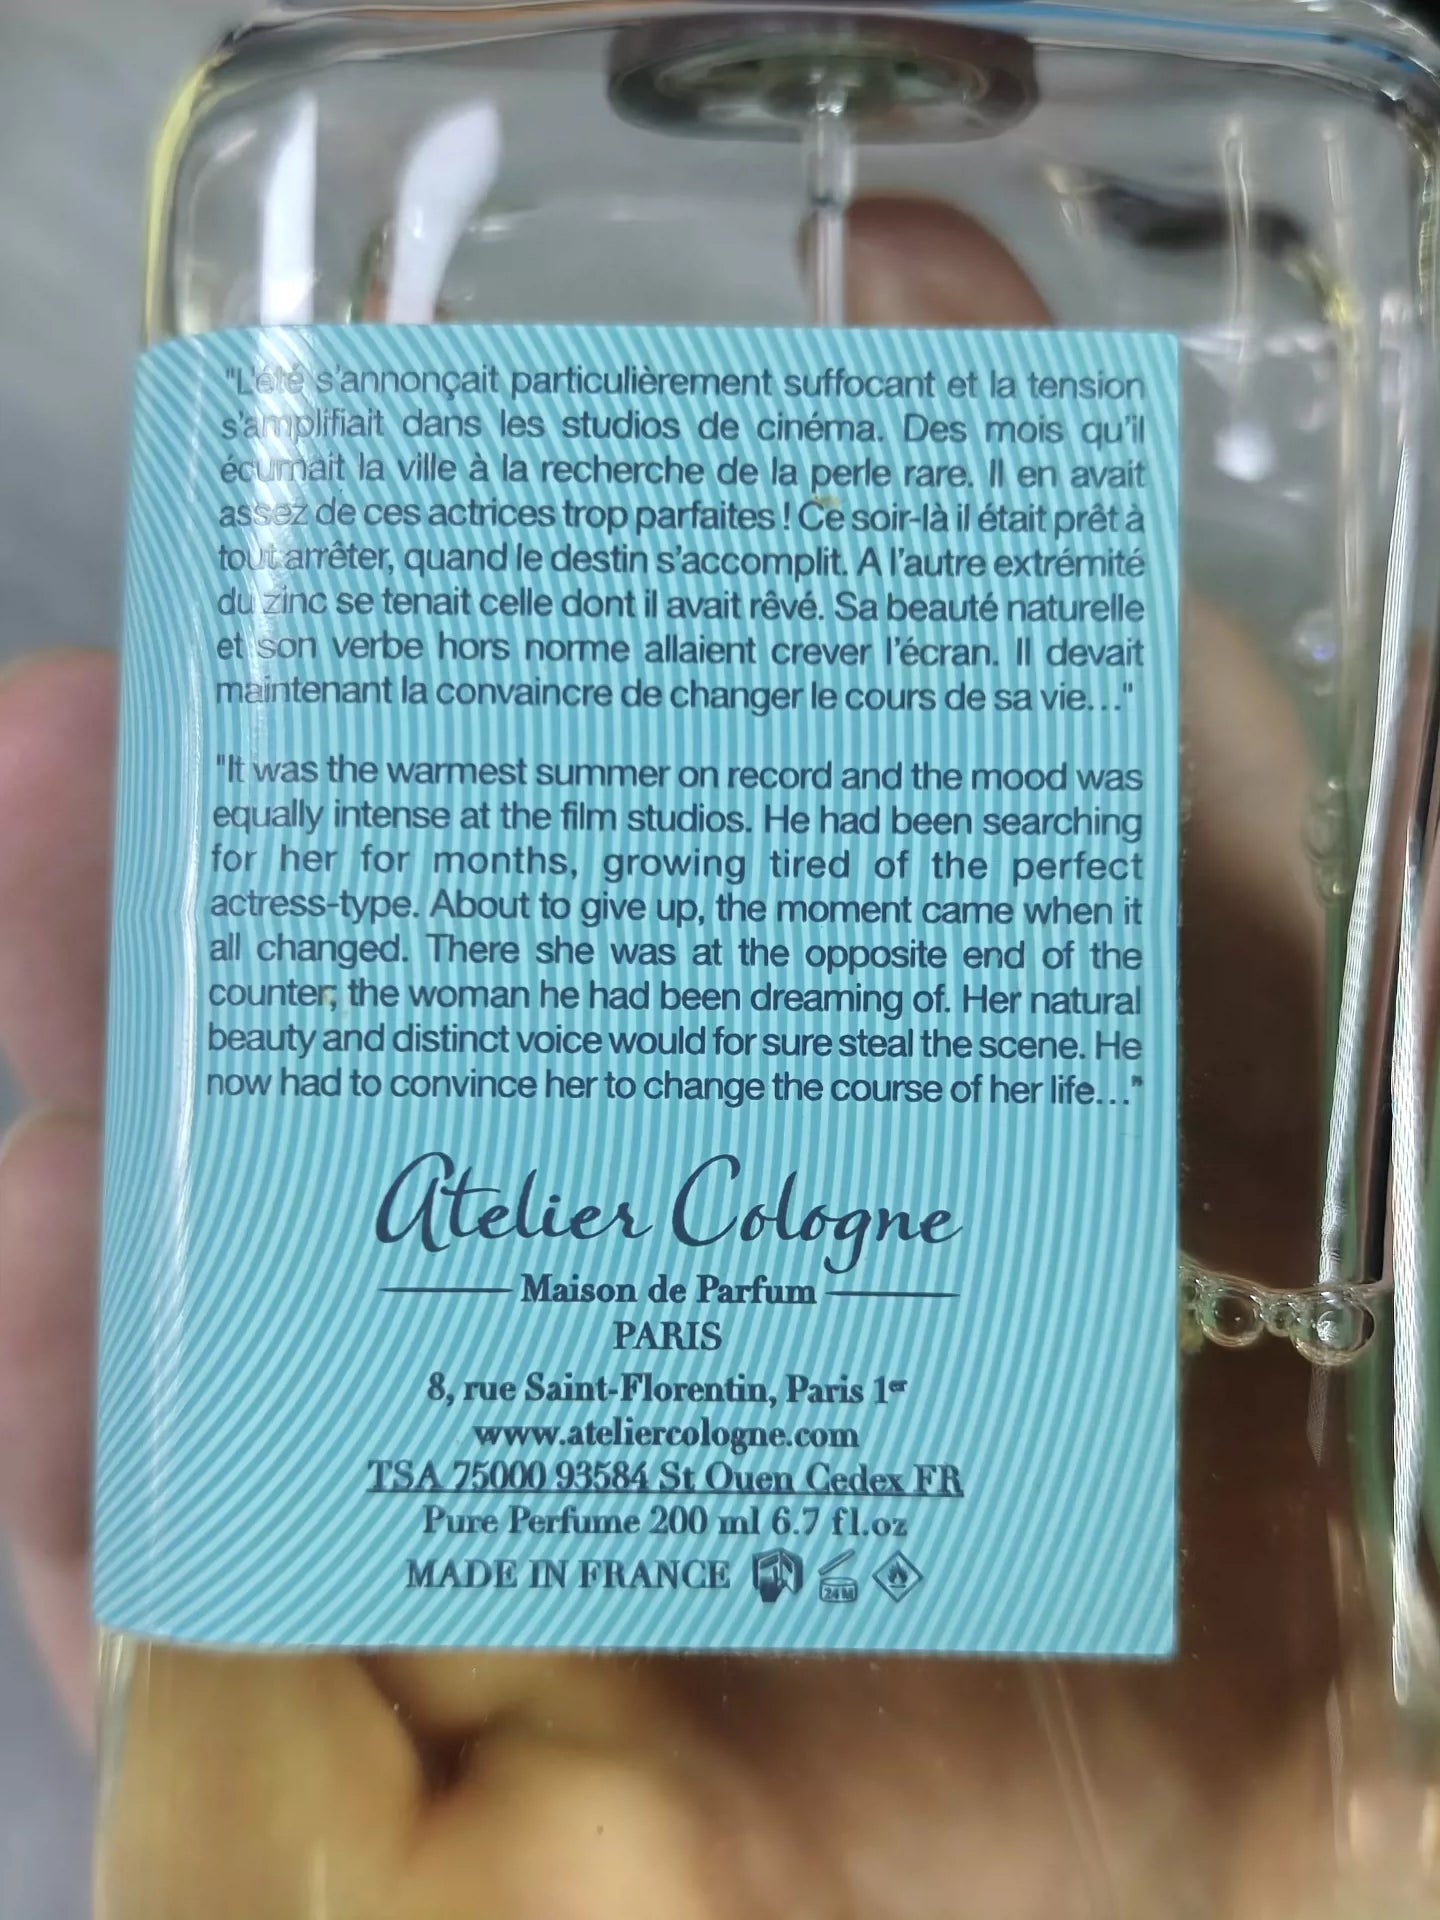 "L'été s'annonçait particulièrement suffocant et la tension
s'amplifiait dans les studios de cinéma. Des mois qu'il
écumait la ville à la recherche de la perle rare. Il en avait
assez de ces actrices trop parfaites ! Ce soir-là il était prêt à
tout arrêter, quand le destin s'accomplit. A l'autre extrémité
du zinc se tenait celle dont il avait rêvé. Sa beauté naturelle
et son verbe hors norme allaient crever l'écran. Il devait
maintenant la convaincre de changer le cours de sa vie..."
"It was the warmest summer on record and the mood was
equally intense at the film studios. He had been searching
for her for months, growing tired of the perfect
actress-type. About to give up, the moment came when it
all changed. There she was at the opposite end of the
counter, the woman he had been dreaming of. Her natural
beauty and distinct voice would for sure steal the scene. He
now had to convince her to change the course of her life..."
Atelier Cologne
Maison de Parfum
PARIS
8, rue Saint-Florentin, Paris 1er
www.ateliercologne.com
TSA 75000 93584 St Ouen Cedex FR
Pure Perfume 200 ml 6.7 fl.oz
MADE IN FRANCE 24 M